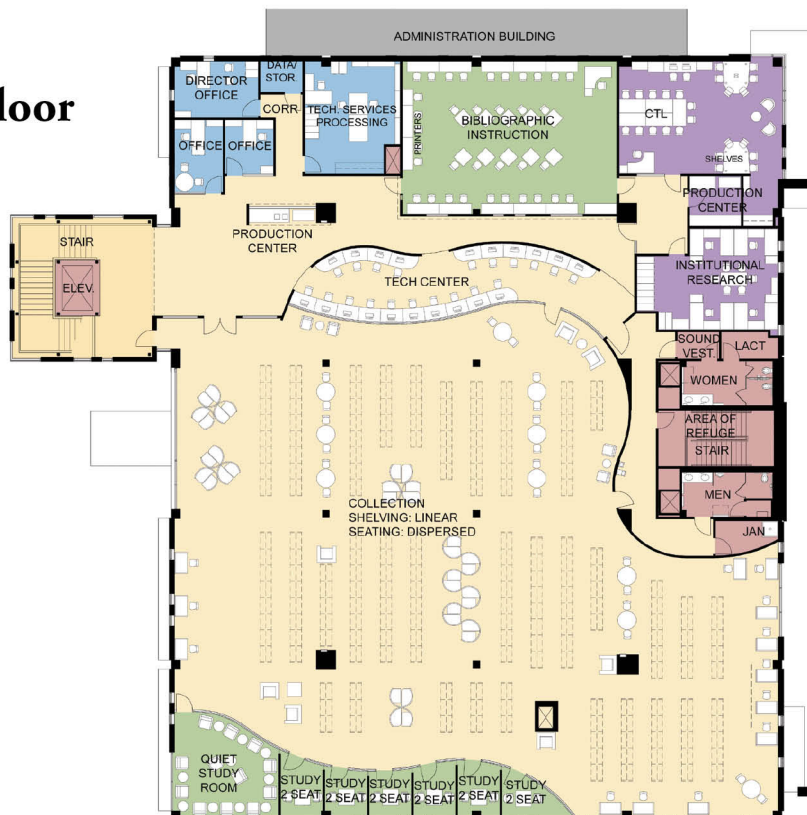 ADMINISTRATION BUILDING
loor
DIRECTOR
OFFICE
DATA/
STOR.
CORR.
TECH. SERVICES
PROCESSING
PRINTERS
BIBLIOGRAPHIC
INSTRUCTION
CTL
SHELVES
OFFICE
OFFICE
PRODUCTION
CENTER
PRODUCTION
CENTER
STAIR
ELEV.
TECH CENTER
INSTITUTIONAL
RESEARCH
SOUND
VEST.
LACT
WOMEN
AREA OF
REFUGE
STAIR
MEN
JAN
COLLECTION
SHELVING: LINEAR
SEATING: DISPERSED
QUIET
STUDY
ROOM
STUDY
2 SEAT
STUDY
2 SEAT
STUDY
2 SEAT
STUDY
2 SEAT
STUDY
2 SEAT
STUDY
2 SEAT